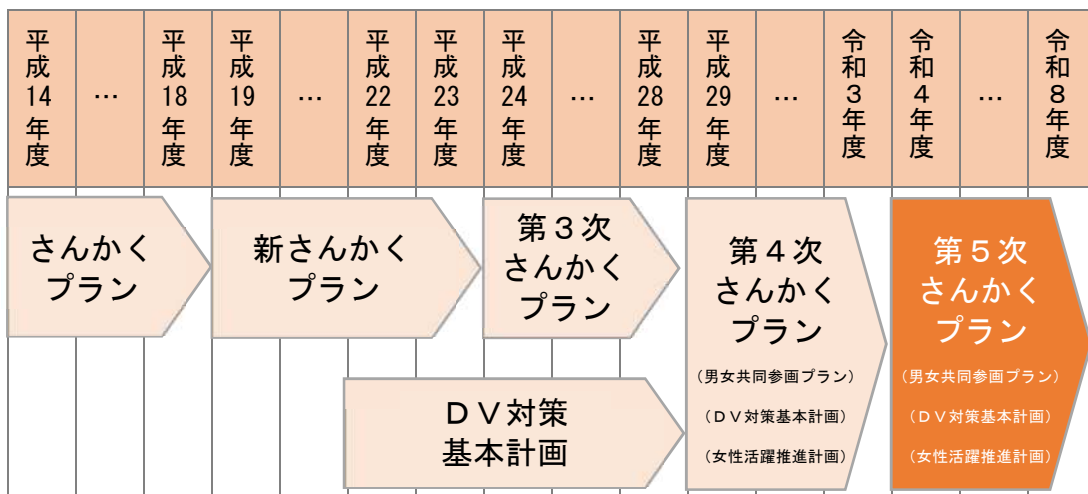 平成14年度
…
平成18年度
平成19年度
…
平成22年度
平成23年度
平成24年度
…
平成28年度
平成29年度
…
令和３年度
令和４年度
…
令和８年度
さんかく
プラン
新さんかく
プラン
第３次
さんかく
プラン
ＤＶ対策
基本計画
第４次
さんかく
プラン
（男女共同参画プラン）
（ＤＶ対策基本計画）
（女性活躍推進計画）
第５次
さんかく
プラン
（男女共同参画プラン）
（ＤＶ対策基本計画）
（女性活躍推進計画）